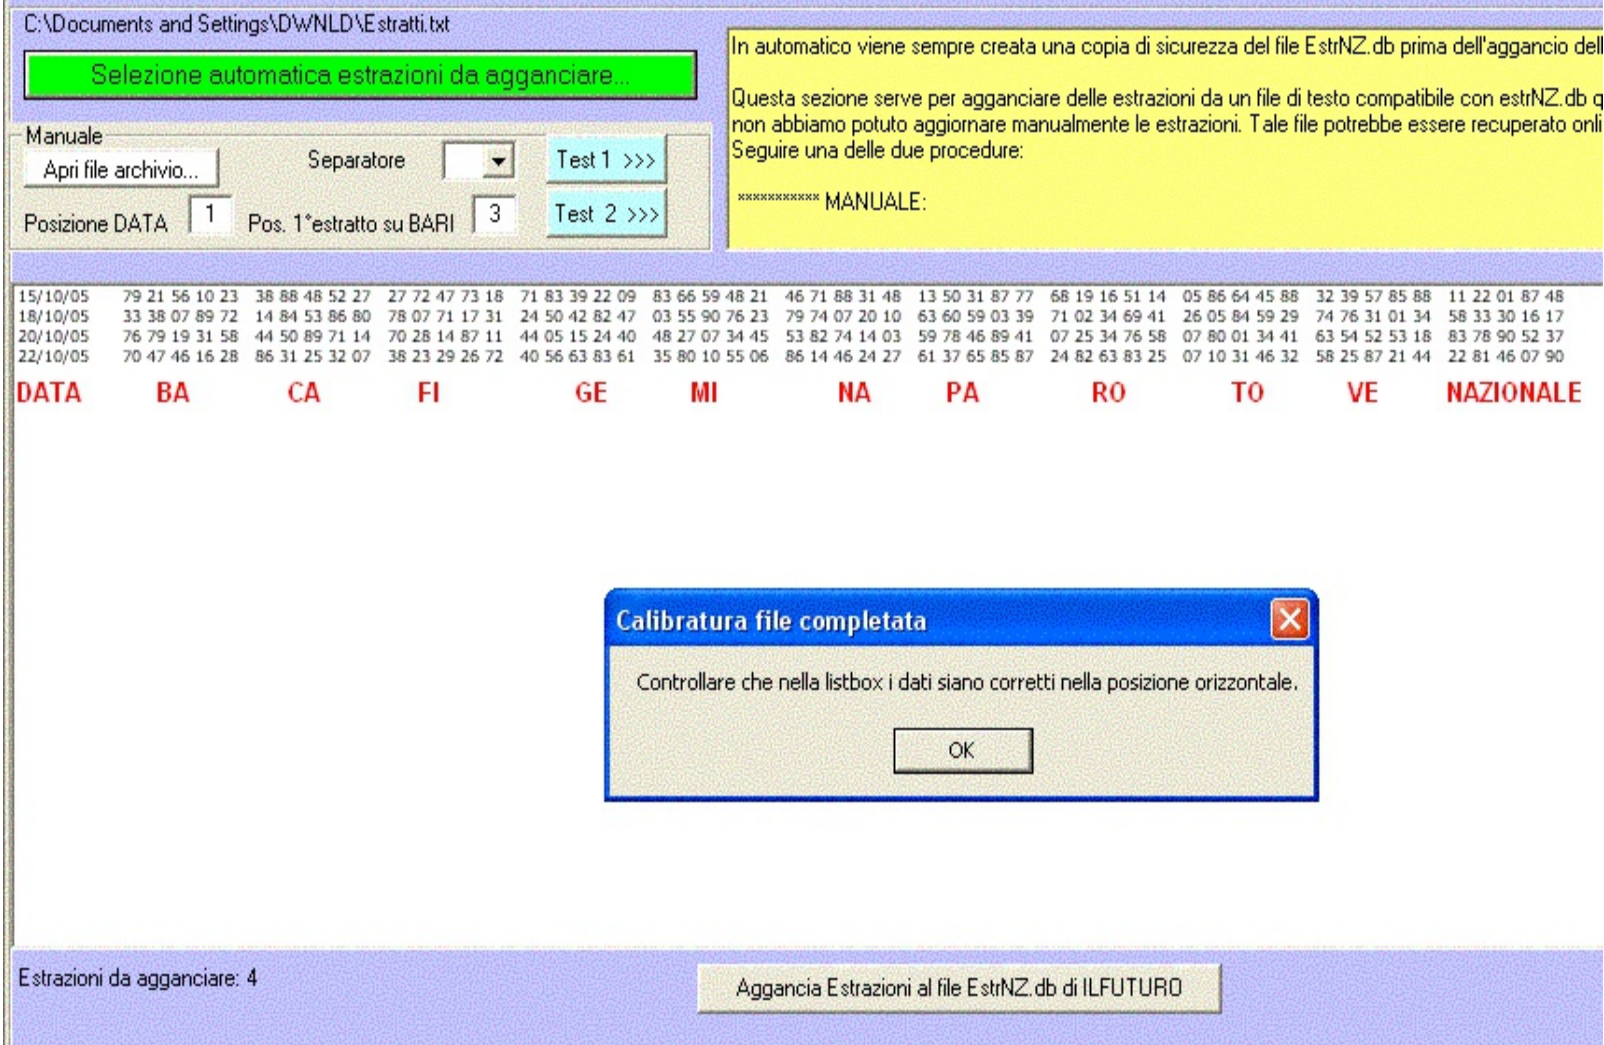 C:\Documents and Settings\DWNLD\Estratti.txt
Selezione automatica estrazioni da agganciare...
In automatico viene sempre creata una copia di sicurezza del file EstrNZ.db prima dell'aggancio dell
Questa sezione serve per agganciare delle estrazioni da un file di testo compatibile con estrNZ.db q
non abbiamo potuto aggiornare manualmente le estrazioni. Tale file potrebbe essere recuperato onli
Seguire una delle due procedure:
*********** MANUALE:
Manuale
Apri file archivio...
Separatore
Test 1 >>>
Posizione DATA 1 Pos. 1°estratto su BARI 3
Test 2 >>>
15/10/05 79 21 56 10 23 38 88 48 52 27 27 72 47 73 18 71 83 39 22 09 83 66 59 48 21 46 71 88 31 48 13 50 31 87 77 68 19 16 51 14 05 86 64 45 88 32 39 57 85 88 11 22 01 87 48
18/10/05 33 38 07 89 72 14 84 53 86 80 78 07 71 17 31 24 50 42 82 47 03 55 90 76 23 79 74 07 20 10 63 60 59 03 39 71 02 34 69 41 26 05 84 59 29 74 76 31 01 34 58 33 30 16 17
20/10/05 76 79 19 31 58 44 50 89 71 14 70 28 14 87 11 44 05 15 24 40 48 27 07 34 45 53 82 74 14 03 59 78 46 89 41 07 25 34 76 58 07 80 01 34 41 63 54 52 53 18 83 78 90 52 37
22/10/05 70 47 46 16 28 86 31 25 32 07 38 23 29 26 72 40 56 63 83 61 35 80 10 55 06 86 14 46 24 27 61 37 65 85 87 24 82 63 83 25 07 10 31 46 32 58 25 87 21 44 22 81 46 07 90
DATA BA CA FI GE MI NA PA RO TO VE NAZIONALE
Calibratura file completata
Controllare che nella listbox i dati siano corretti nella posizione orizzontale.
OK
Estrazioni da agganciare: 4
Aggancia Estrazioni al file EstrNZ.db di ILFUTURO